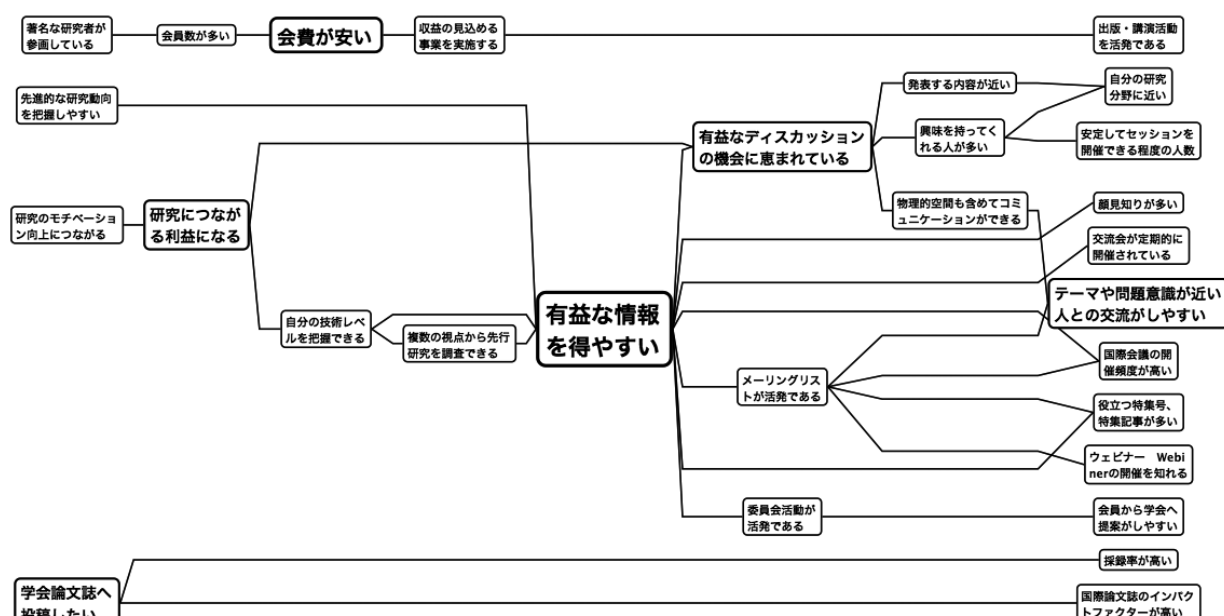 著名な研究者が
参画している
会員数が多い
会費が安い
収益の見込める
事業を実施する
出版・講演活動
を活発である
先進的な研究動向
を把握しやすい
発表する内容が近い
自分の研究
分野に近い
有益なディスカッション
の機会に恵まれている
興味を持ってく
れる人が多い
安定してセッションを
開催できる程度の人数
研究のモチベーショ
ン向上につながる
研究につなが
る利益になる
物理的空間も含めてコミ
ュニケーションができる
顔見知りが多い
交流会が定期的に
開催されている
テーマや問題意識が近い
人との交流がしやすい
自分の技術レベ
ルを把握できる
複数の視点から先行
研究を調査できる
有益な情報
を得やすい
国際会議の開
催頻度が高い
メーリングリス
トが活発である
役立つ特集号、
特集記事が多い
ウェビナー　Webi
nerの開催を知れる
委員会活動が
活発である
会員から学会へ
提案がしやすい
採録率が高い
学会論文誌へ
投稿したい
国際論文誌のインパク
トファクターが高い